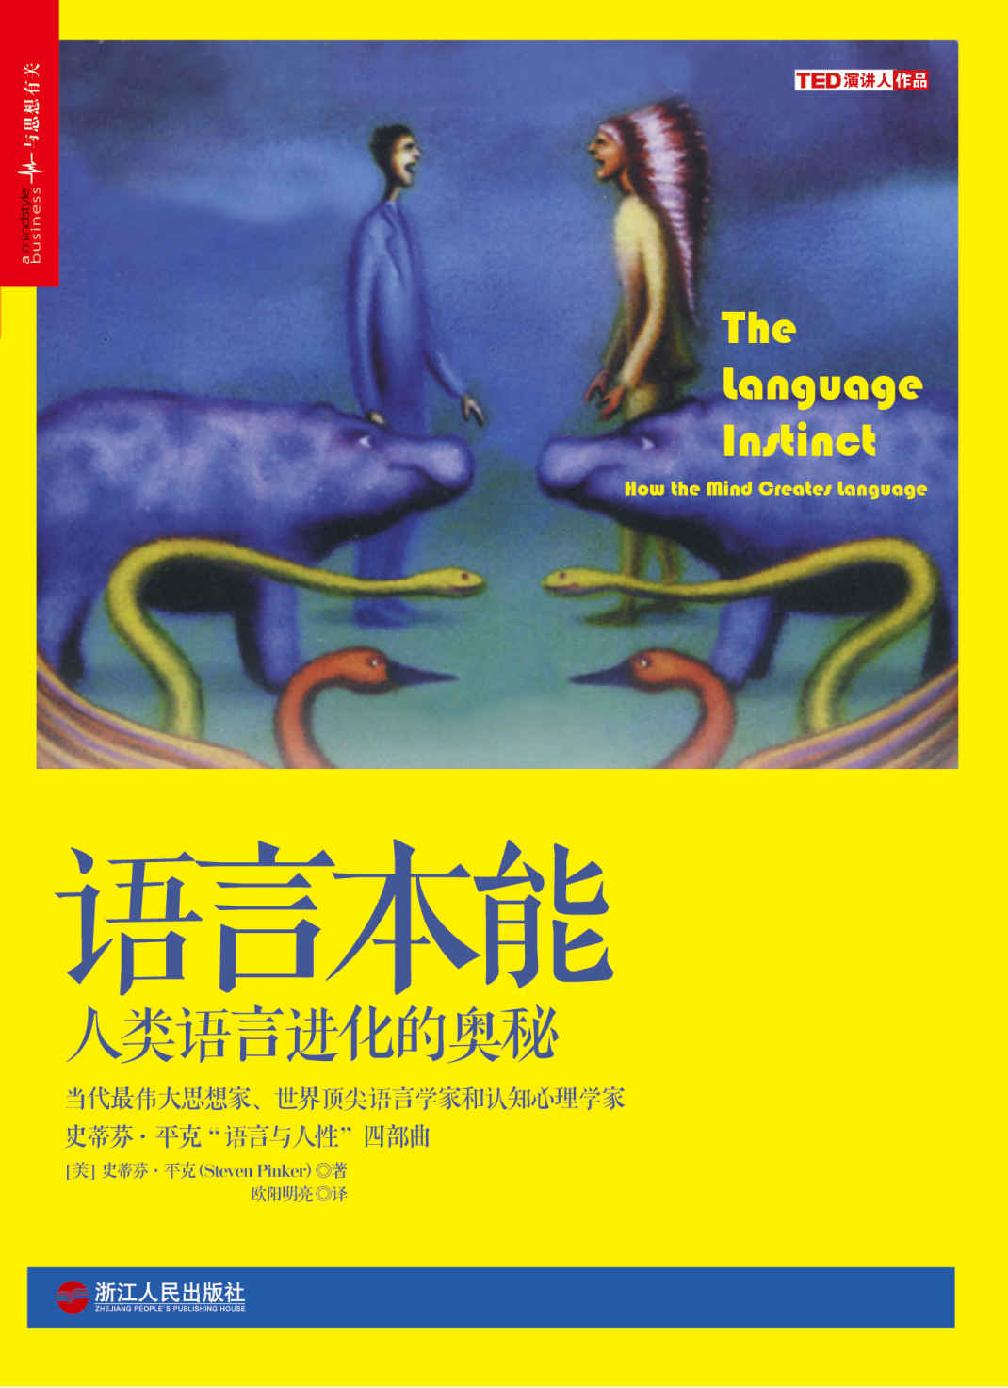 与思想有关
a mindstyle
business
TED演讲人作品
The
Language
Instinct
How the Mind Creates Language
语言本能
人类语言进化的奥秘
当代最伟大思想家、世界顶尖语言学家和认知心理学家
史蒂芬·平克“语言与人性”四部曲
[美] 史蒂芬·平克(Steven Pinker)◎著
欧阳明亮◎译
浙江人民出版社
ZHEJIANG PEOPLE'S PUBLISHING HOUSE